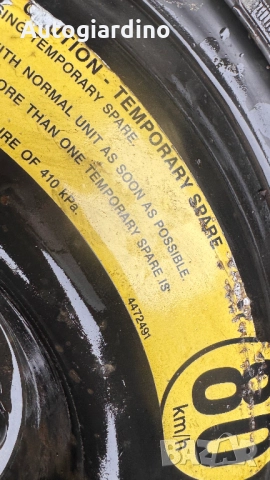 Autogiardino
CAUTION - TEMPORARY SPARE
TEMPORARY SPARE.
WITH NORMAL UNIT AS SOON AS POSSIBLE.
MORE THAN ONE TEMPORARY SPARE IS
OF 410 kPa.
4472491
km/h
BAZAR